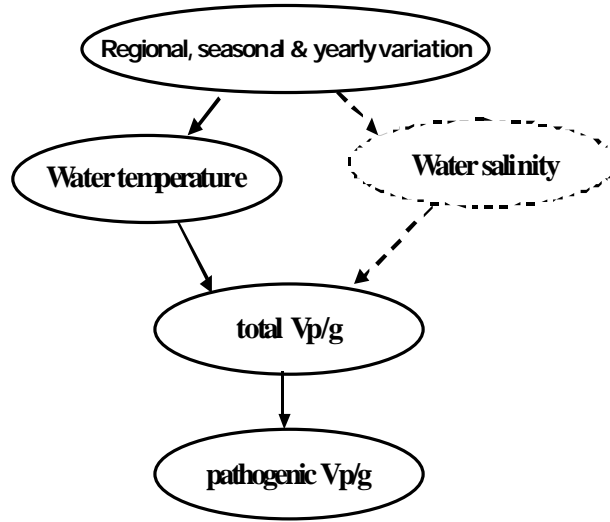 Regional, seasonal & yearly variation
Water temperature
Water salinity
total Vp/g
pathogenic Vp/g